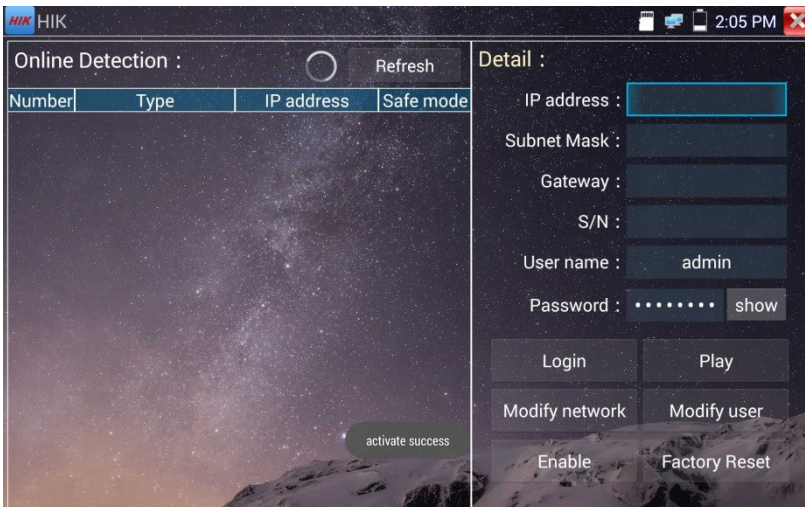 HIK HIK 2:05 PM
Online Detection : Refresh
Number Type IP address Safe mode
activate success
Detail :
IP address :
Subnet Mask :
Gateway :
S/N :
User name : admin
Password : •••••••• show
Login Play
Modify network Modify user
Enable Factory Reset